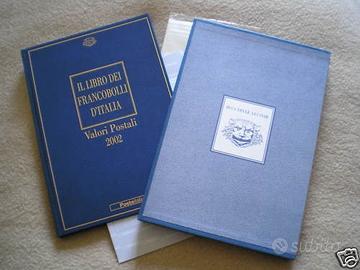 IL LIBRO DEI
FRANCOBOLLI
D'ITALIA
Valori Postali
2002
Posteitaliane
subito